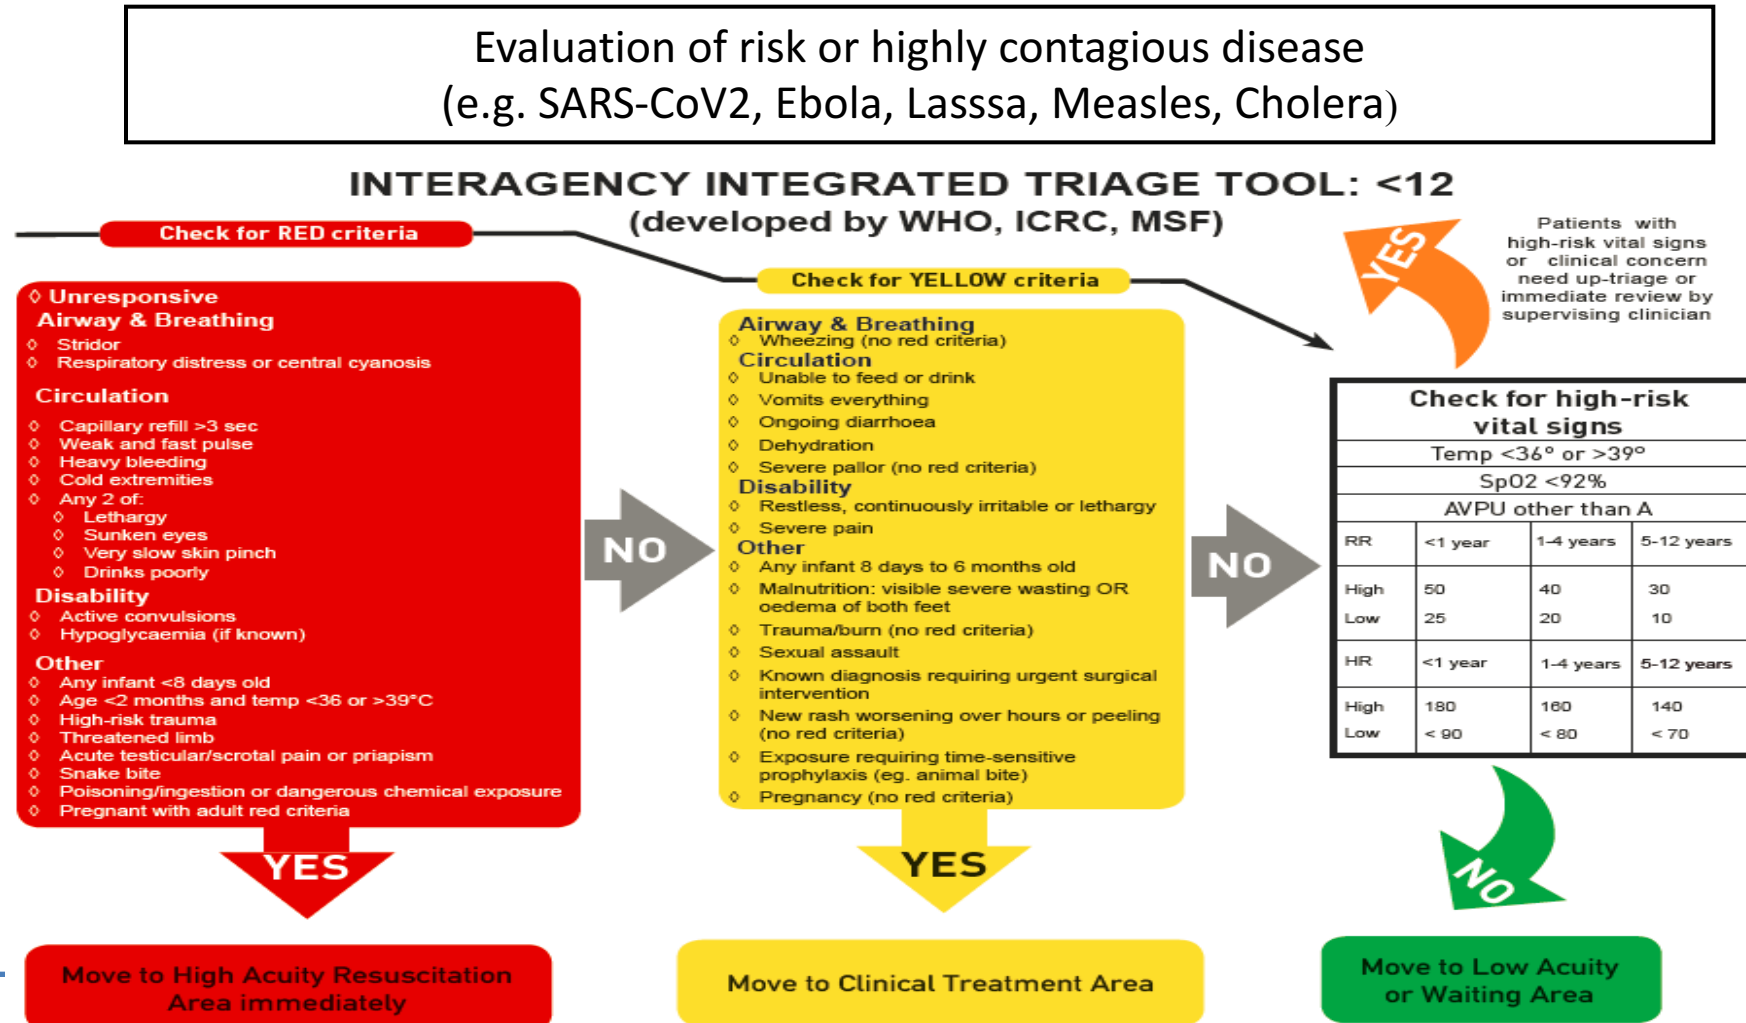 Evaluation of risk or highly contagious disease
(e.g. SARS-CoV2, Ebola, Lasssa, Measles, Cholera)
INTERAGENCY INTEGRATED TRIAGE TOOL: <12
(developed by WHO, ICRC, MSF)
Check for RED criteria
◊ Unresponsive
Airway & Breathing
◊ Stridor
◊ Respiratory distress or central cyanosis
Circulation
◊ Capillary refill >3 sec
◊ Weak and fast pulse
◊ Heavy bleeding
◊ Cold extremities
◊ Any 2 of:
◊ Lethargy
◊ Sunken eyes
◊ Very slow skin pinch
◊ Drinks poorly
Disability
◊ Active convulsions
◊ Hypoglycaemia (if known)
Other
◊ Any infant <8 days old
◊ Age <2 months and temp <36 or >39°C
◊ High-risk trauma
◊ Threatened limb
◊ Acute testicular/scrotal pain or priapism
◊ Snake bite
◊ Poisoning/ingestion or dangerous chemical exposure
◊ Pregnant with adult red criteria
YES
Move to High Acuity Resuscitation
Area immediately
NO
Check for YELLOW criteria
Airway & Breathing
◊ Wheezing (no red criteria)
Circulation
◊ Unable to feed or drink
◊ Vomits everything
◊ Ongoing diarrhoea
◊ Dehydration
◊ Severe pallor (no red criteria)
Disability
◊ Restless, continuously irritable or lethargy
◊ Severe pain
Other
◊ Any infant 8 days to 6 months old
◊ Malnutrition: visible severe wasting OR
oedema of both feet
◊ Trauma/burn (no red criteria)
◊ Sexual assault
◊ Known diagnosis requiring urgent surgical
intervention
◊ New rash worsening over hours or peeling
(no red criteria)
◊ Exposure requiring time-sensitive
prophylaxis (eg. animal bite)
◊ Pregnancy (no red criteria)
YES
Move to Clinical Treatment Area
NO
YES
Patients with
high-risk vital signs
or clinical concern
need up-triage or
immediate review by
supervising clinician
Check for high-risk
vital signs
Temp <36° or >39°
SpO2 <92%
AVPU other than A
RR <1 year 1-4 years 5-12 years
High 50 40 30
Low 25 20 10
HR <1 year 1-4 years 5-12 years
High 180 160 140
Low < 90 < 80 < 70
NO
Move to Low Acuity
or Waiting Area